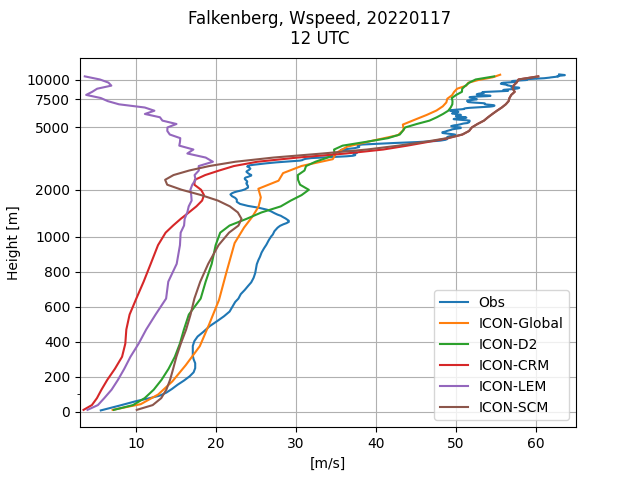 Falkenberg, Wspeed, 20220117
12 UTC
Height [m]
10000
7500
5000
2000
1000
800
600
400
200
0
10
20
30
40
50
60
[m/s]
Obs
ICON-Global
ICON-D2
ICON-CRM
ICON-LEM
ICON-SCM